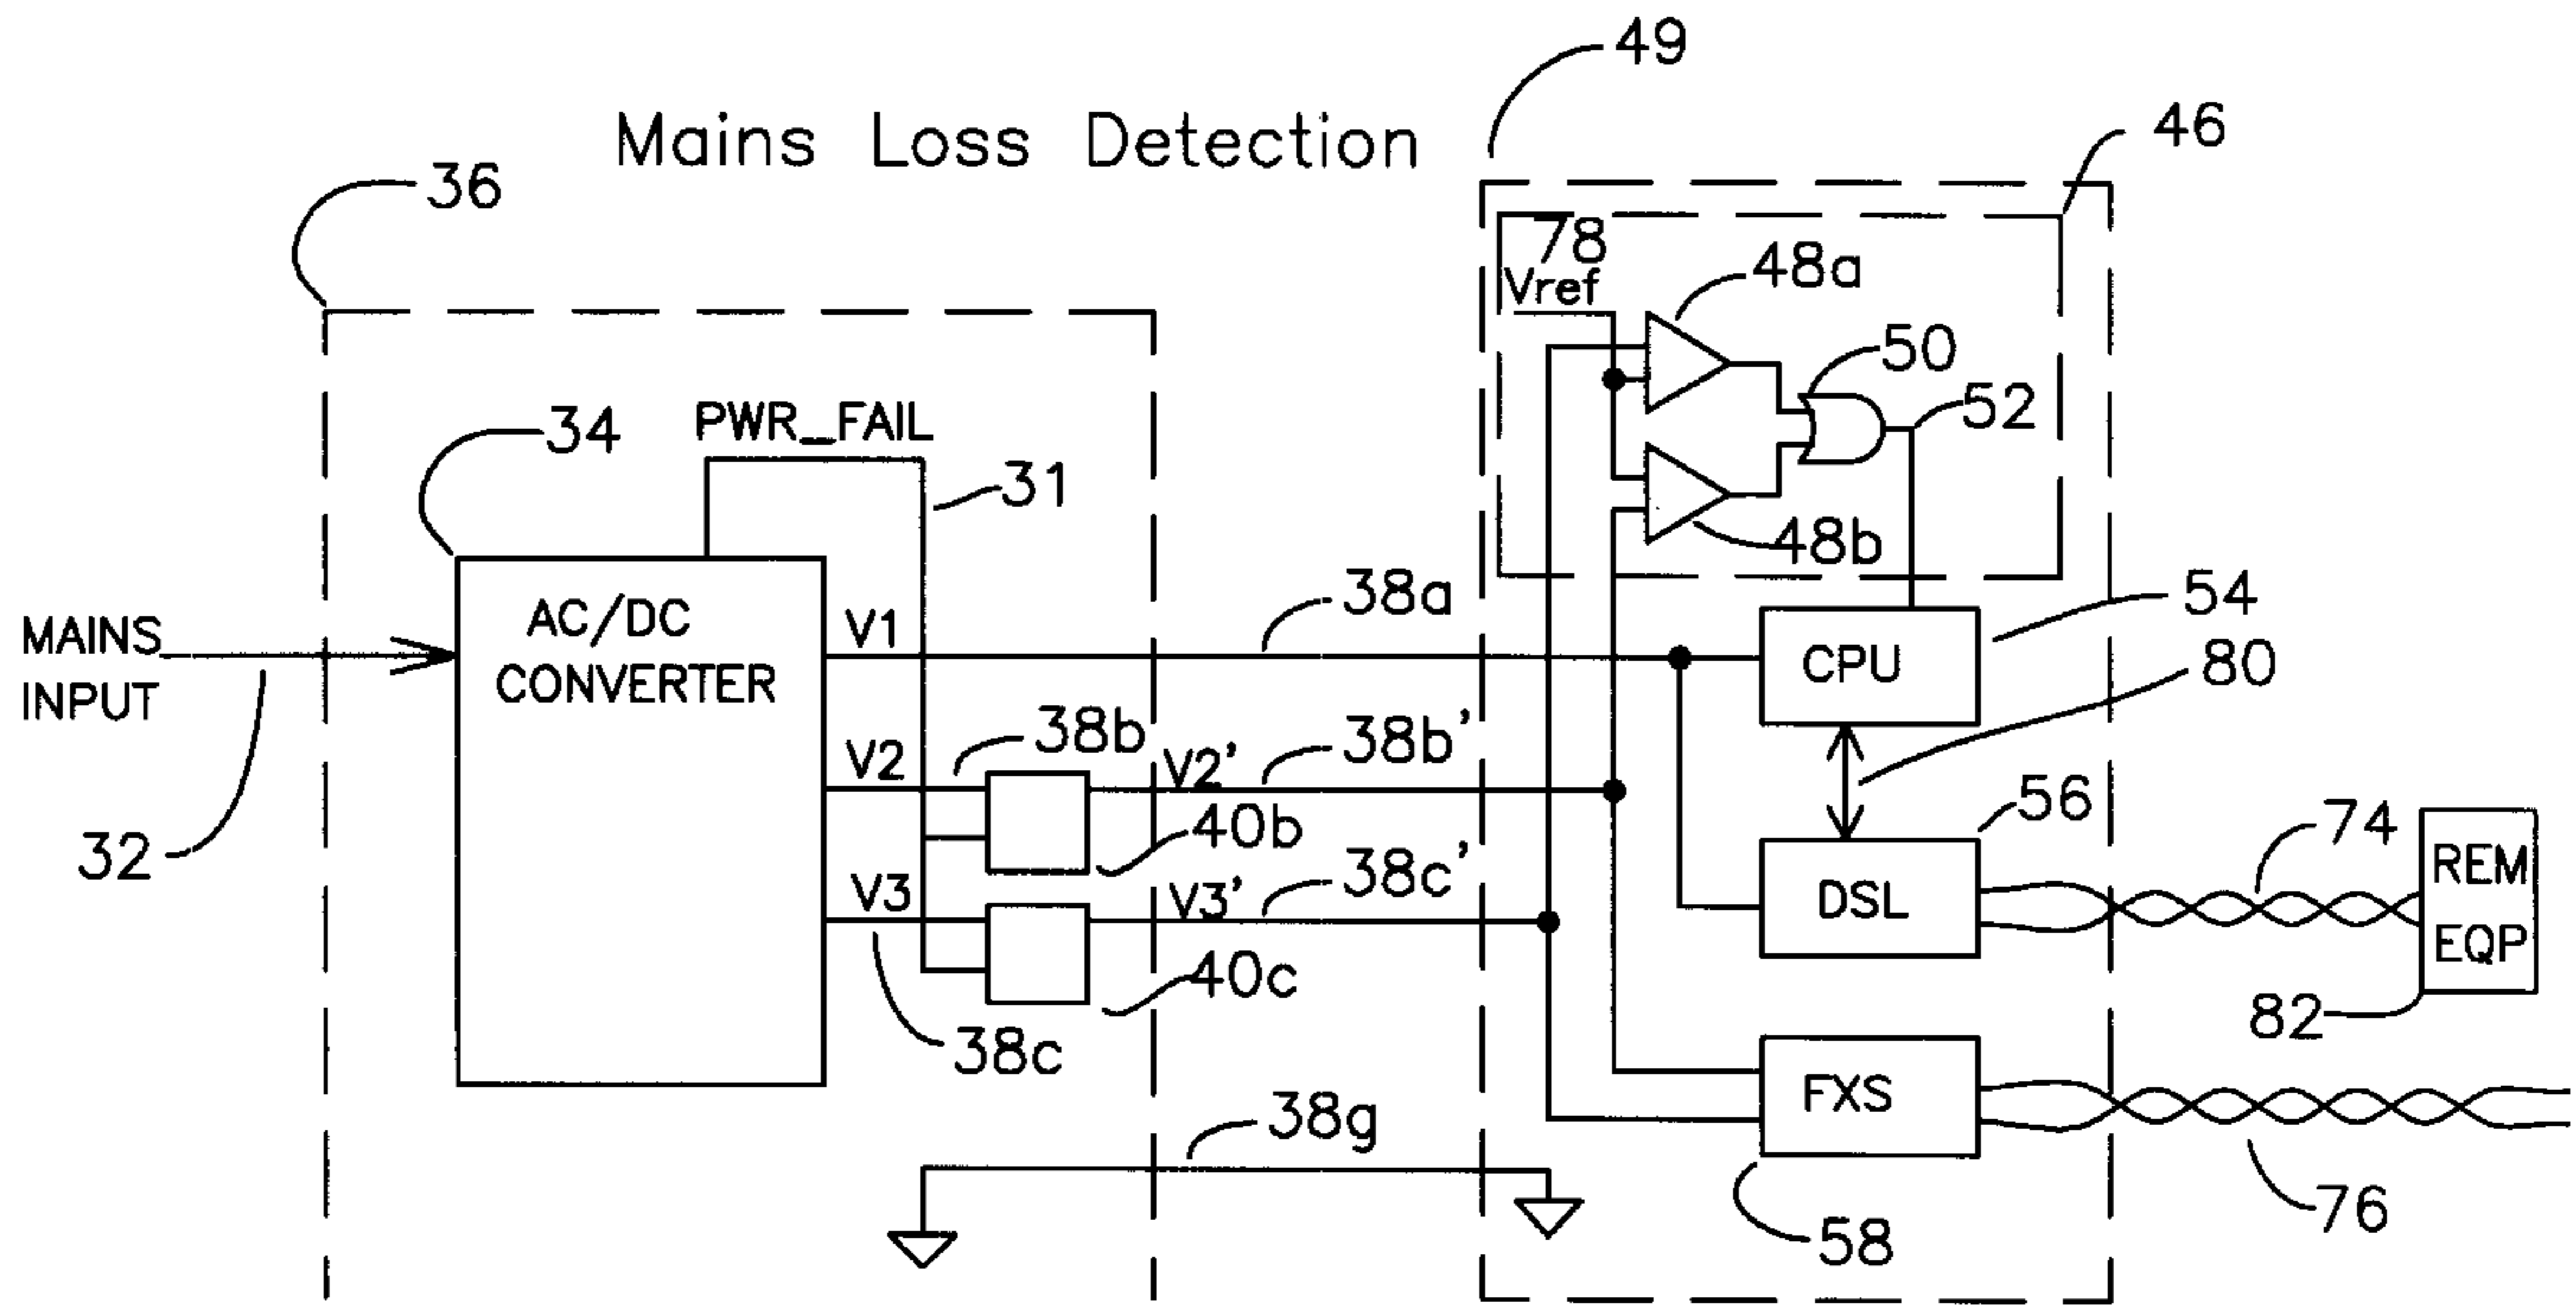 49
Mains Loss Detection
46
36
78
Vref
48a
50
52
34
PWR_FAIL
31
48b
MAINS
INPUT
AC/DC
CONVERTER
V1
38a
54
CPU
80
32
V2
38b
V2'
38b'
40b
56
74
V3
V3'
38c'
DSL
REM
EQP
40c
38c
82
38g
FXS
58
76